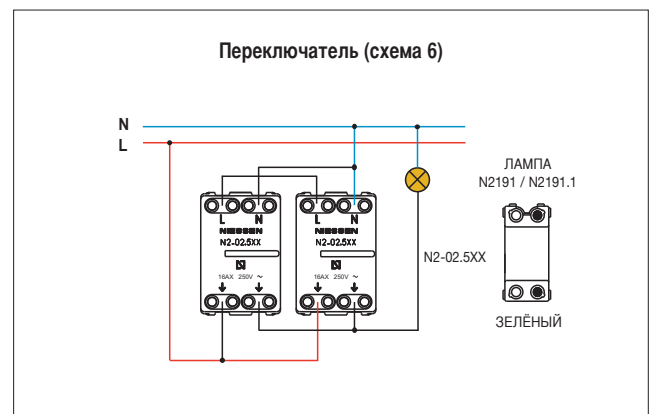 Переключатель (схема 6)
N
L
ЛАМПА
N2191 / N2191.1
L N
NIESSEN
N2-02.5XX
16AX 250V ~
L N
NIESSEN
N2-02.5XX
16AX 250V ~
N2-02.5XX
ЗЕЛЁНЫЙ